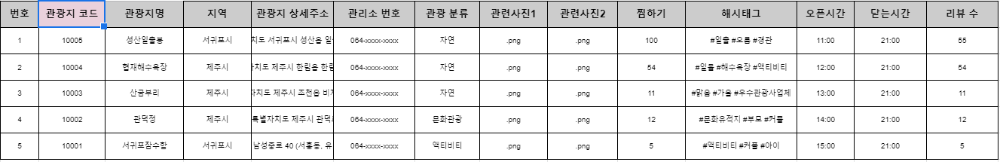 번호 관광지 코드 관광지명 지역 관광지 상세주소 관리소 번호 관광 분류 관련사진1 관련사진2 찜하기 해시태그 오픈시간 닫는시간 리뷰 수
1 10005 성산일출봉 서귀포시 치도 서귀포시 성산읍 일 064-xxxx-xxxx 자연 .png .png 100 #일출 #오름 #경관 11:00 21:00 55
2 10004 협재해수욕장 제주시 치도 제주시 한림읍 한림 064-xxxx-xxxx 자연 .png .png 54 #일몰 #해수욕장 #액티비티 12:00 21:00 54
3 10003 산굼부리 제주시 자치도 제주시 조천읍 비자 064-xxxx-xxxx 자연 .png .png 11 #맑음 #가을 #우수관광사업체 13:00 21:00 11
4 10002 관덕정 제주시 특별자치도 제주시 관덕 064-xxxx-xxxx 문화관광 .png .png 12 #문화유적지 #부모 #커플 14:00 21:00 12
5 10001 서귀포잠수함 서귀포시 남성중로 40 (서홍동, 유 064-xxxx-xxxx 액티비티 .png .png 5 #액티비티 #커플 #아이 15:00 21:00 5